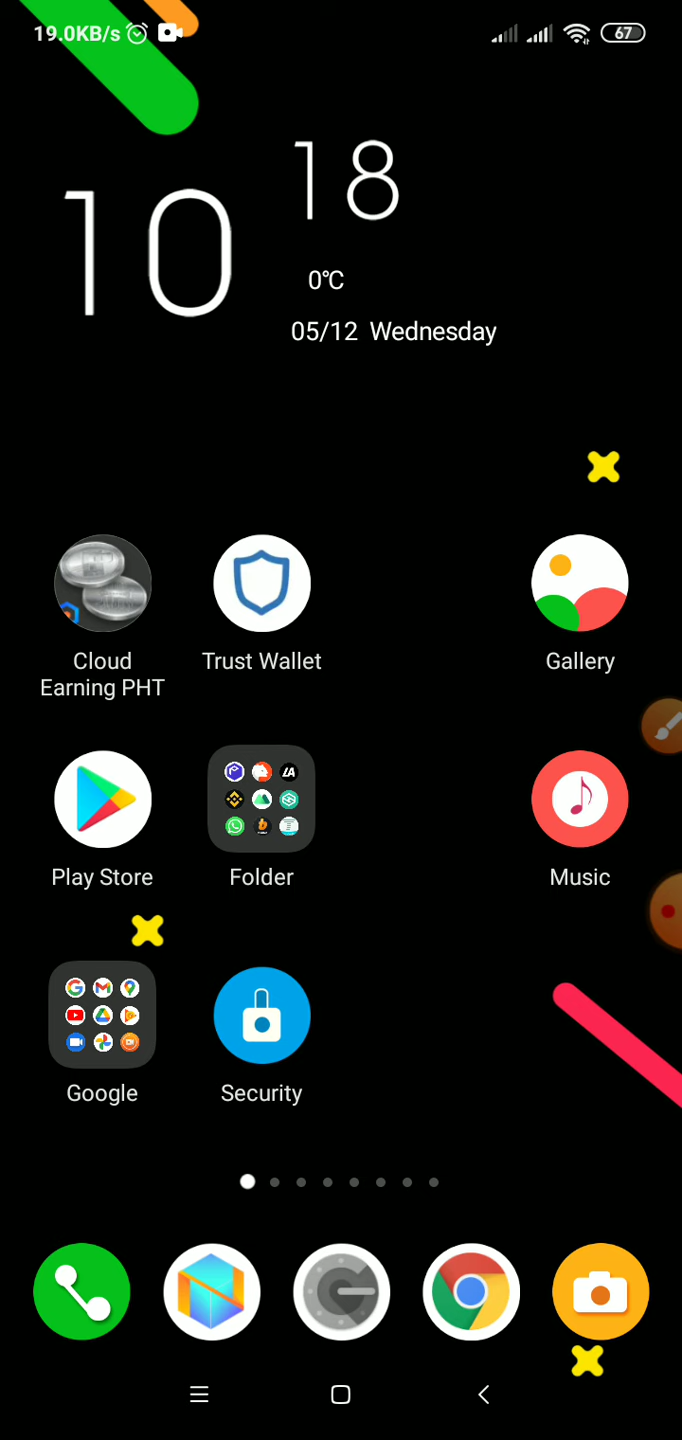 19.0KB/s
67
10
18
0℃
05/12 Wednesday
Cloud
Earning PHT
Trust Wallet
Gallery
Play Store
Folder
Music
Google
Security